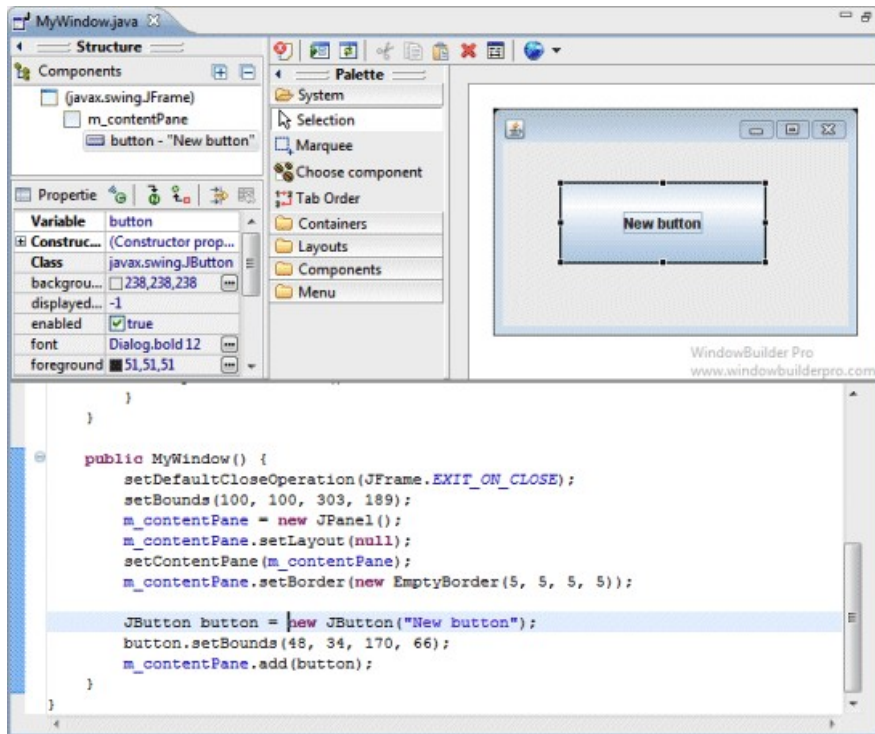 MyWindow.java
Structure
Components
(javax.swing.JFrame)
m_contentPane
button - "New button"
Propertie
Variable button
Construc... (Constructor prop...
Class javax.swing.JButton
backgrou... 238,238,238
displayed... -1
enabled true
font Dialog.bold 12
foreground 51,51,51
Palette
System
Selection
Marquee
Choose component
Tab Order
Containers
Layouts
Components
Menu
New button
WindowBuilder Pro
www.windowbuilderpro.com
}
}
public MyWindow() {
setDefaultCloseOperation(JFrame.EXIT_ON_CLOSE);
setBounds(100, 100, 303, 189);
m_contentPane = new JPanel();
m_contentPane.setLayout(null);
setContentPane(m_contentPane);
m_contentPane.setBorder(new EmptyBorder(5, 5, 5, 5));
JButton button = new JButton("New button");
button.setBounds(48, 34, 170, 66);
m_contentPane.add(button);
}
}